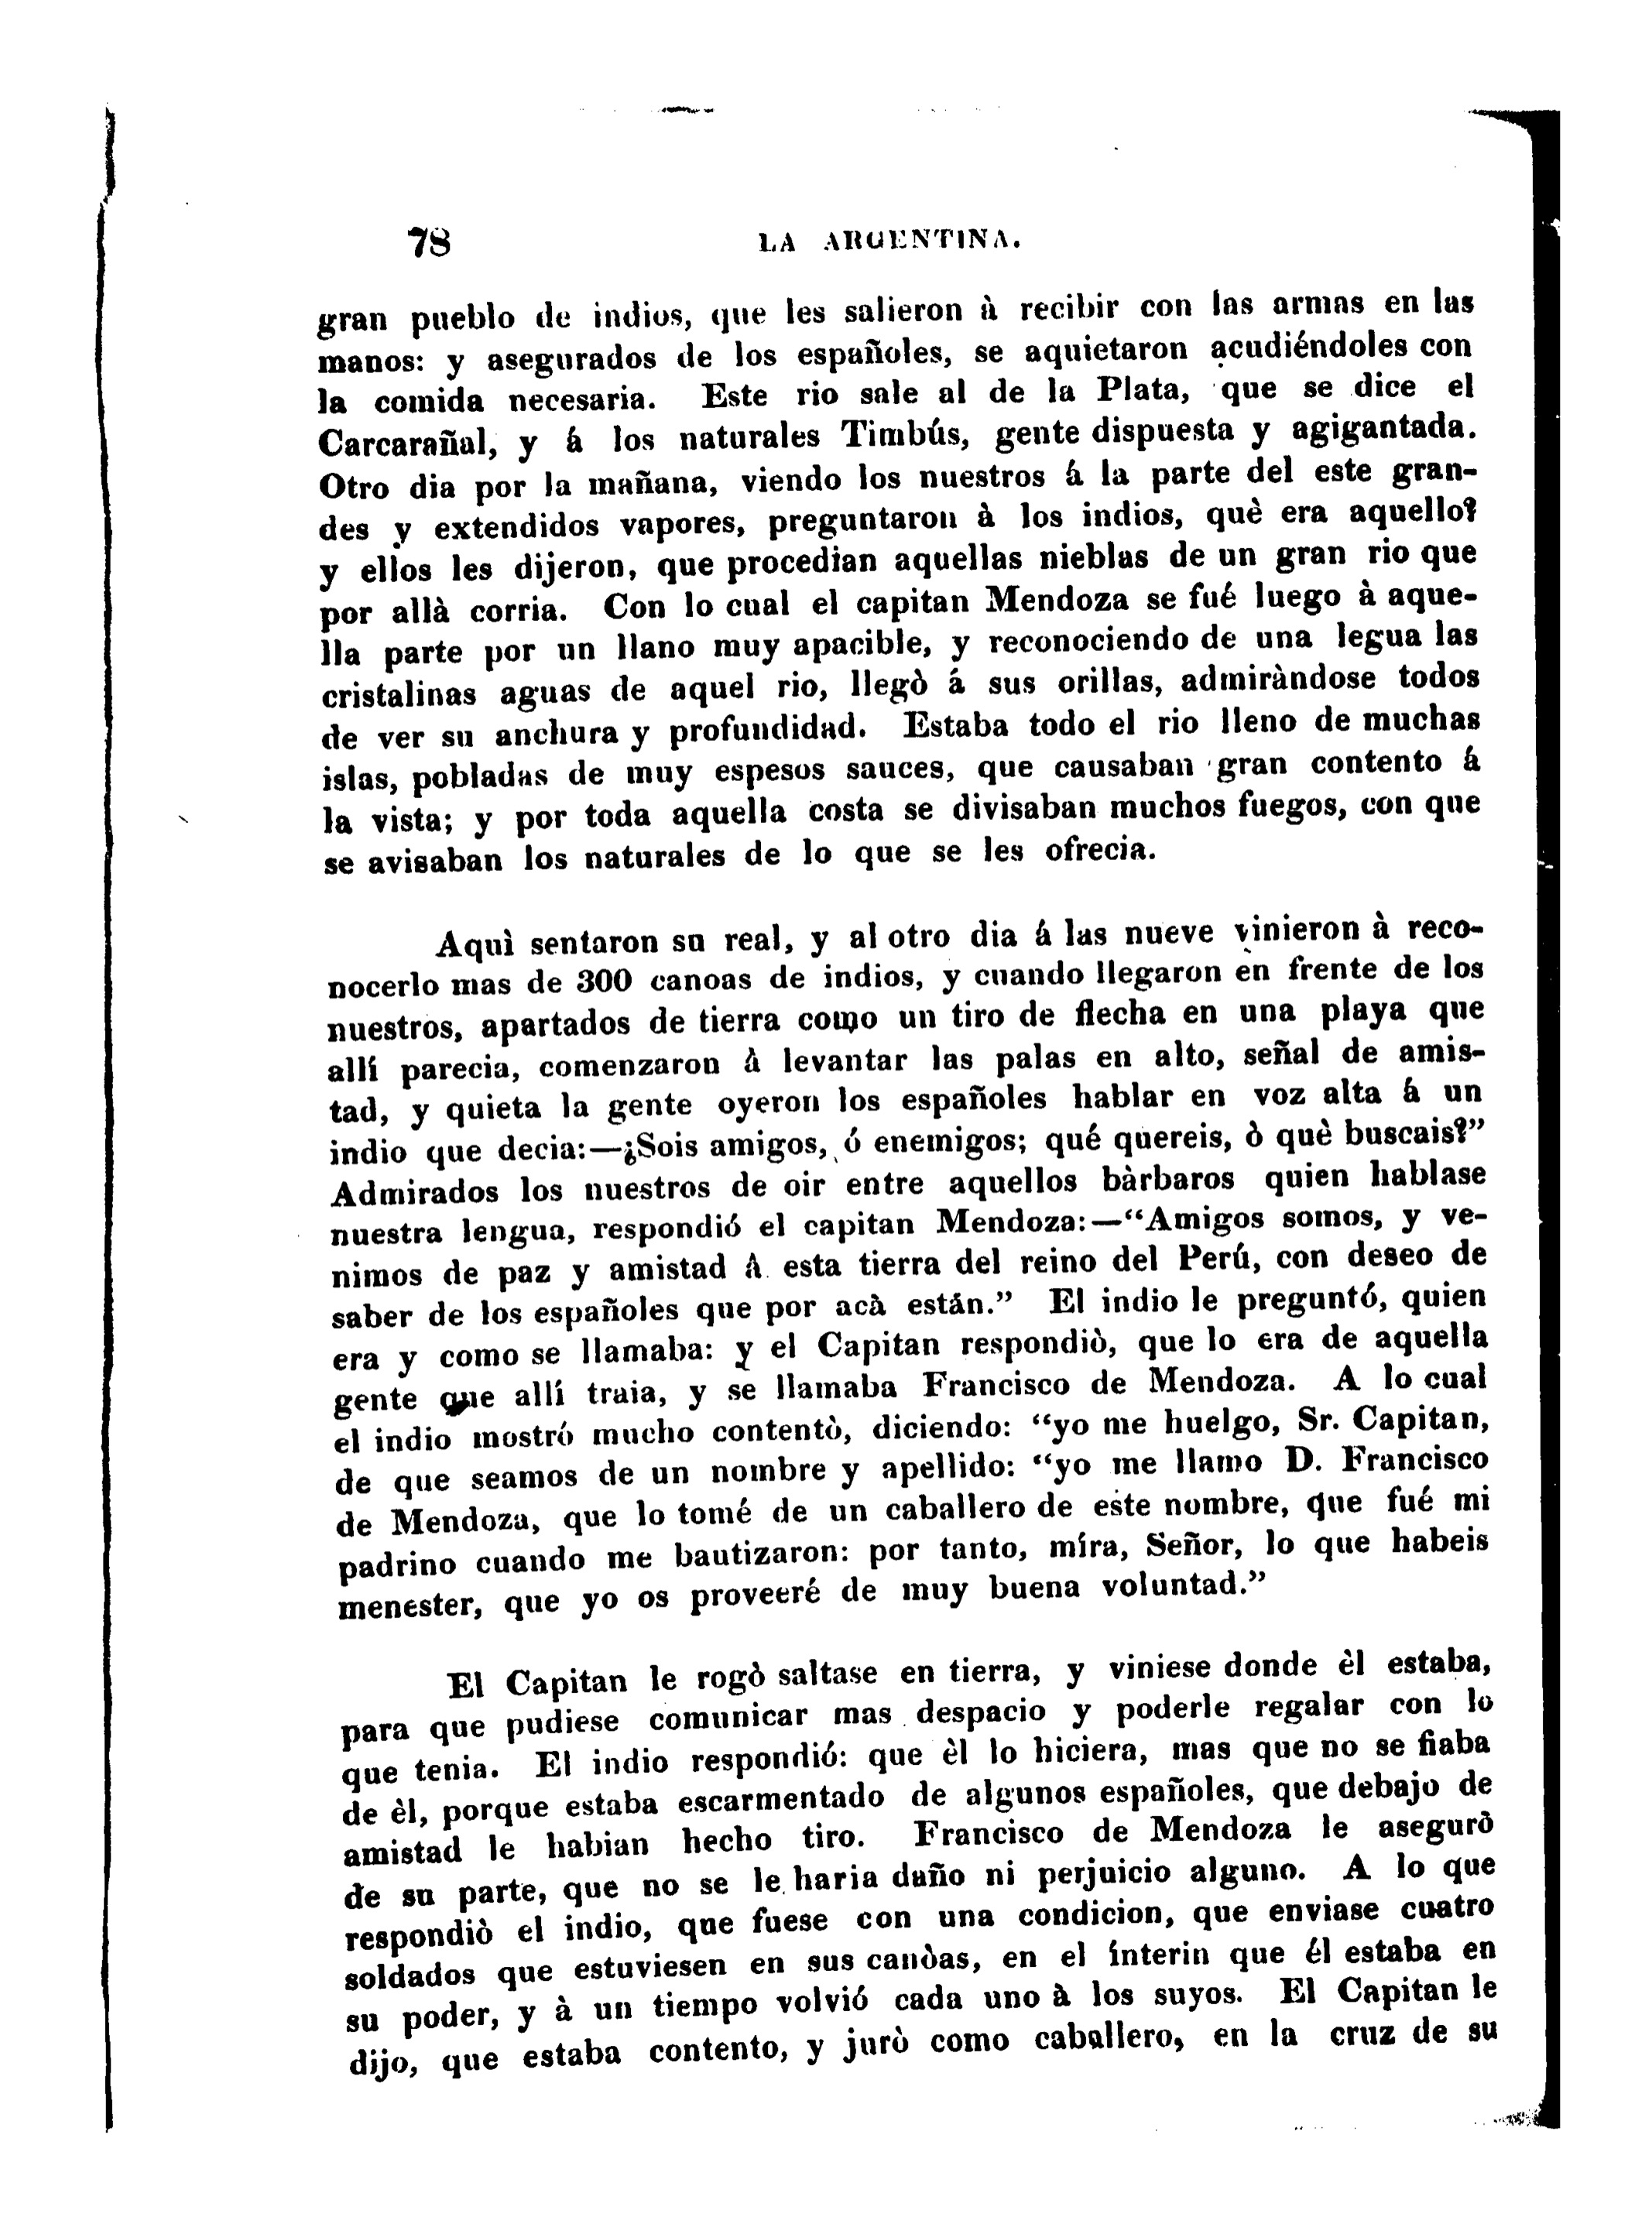 78 LA ARGENTINA.
gran pueblo de indios, que les salieron à recibir con las armas en las
manos: y asegurados de los españoles, se aquietaron acudiéndoles con
la comida necesaria. Este rio sale al de la Plata, que se dice el
Carcarañal, y á los naturales Timbús, gente dispuesta y agigantada.
Otro dia por la mañana, viendo los nuestros á la parte del este gran-
des y extendidos vapores, preguntaron à los indios, què era aquello?
y ellos les dijeron, que procedian aquellas nieblas de un gran rio que
por allà corria. Con lo cual el capitan Mendoza se fué luego à aque-
lla parte por un llano muy apacible, y reconociendo de una legua las
cristalinas aguas de aquel rio, llegò á sus orillas, admiràndose todos
de ver su anchura y profundidad. Estaba todo el rio lleno de muchas
islas, pobladas de muy espesos sauces, que causaban gran contento á
la vista; y por toda aquella costa se divisaban muchos fuegos, con que
se avisaban los naturales de lo que se les ofrecia.
Aquì sentaron su real, y al otro dia á las nueve vinieron à reco-
nocerlo mas de 300 canoas de indios, y cuando llegaron en frente de los
nuestros, apartados de tierra como un tiro de flecha en una playa que
allí parecia, comenzaron à levantar las palas en alto, señal de amis-
tad, y quieta la gente oyeron los españoles hablar en voz alta á un
indio que decia:—¿Sois amigos, ó enemigos; qué quereis, ò què buscais?”
Admirados los nuestros de oir entre aquellos bàrbaros quien hablase
nuestra lengua, respondió el capitan Mendoza:—“Amigos somos, y ve-
nimos de paz y amistad à esta tierra del reino del Perú, con deseo de
saber de los españoles que por acà están.” El indio le preguntó, quien
era y como se llamaba: y el Capitan respondiò, que lo era de aquella
gente que allí traia, y se llamaba Francisco de Mendoza. A lo cual
el indio mostró mucho contentò, diciendo: “yo me huelgo, Sr. Capitan,
de que seamos de un nombre y apellido: “yo me llamo D. Francisco
de Mendoza, que lo tomé de un caballero de este nombre, que fué mi
padrino cuando me bautizaron: por tanto, míra, Señor, lo que habeis
menester, que yo os proveeré de muy buena voluntad.”
El Capitan le rogò saltase en tierra, y viniese donde èl estaba,
para que pudiese comunicar mas despacio y poderle regalar con lo
que tenia. El indio respondió: que èl lo hiciera, mas que no se fiaba
de èl, porque estaba escarmentado de algunos españoles, que debajo de
amistad le habian hecho tiro. Francisco de Mendoza le asegurò
de su parte, que no se le haria daño ni perjuicio alguno. A lo que
respondiò el indio, que fuese con una condicion, que enviase cuatro
soldados que estuviesen en sus canòas, en el ínterin que él estaba en
su poder, y à un tiempo volvió cada uno à los suyos. El Capitan le
dijo, que estaba contento, y jurò como caballero, en la cruz de su